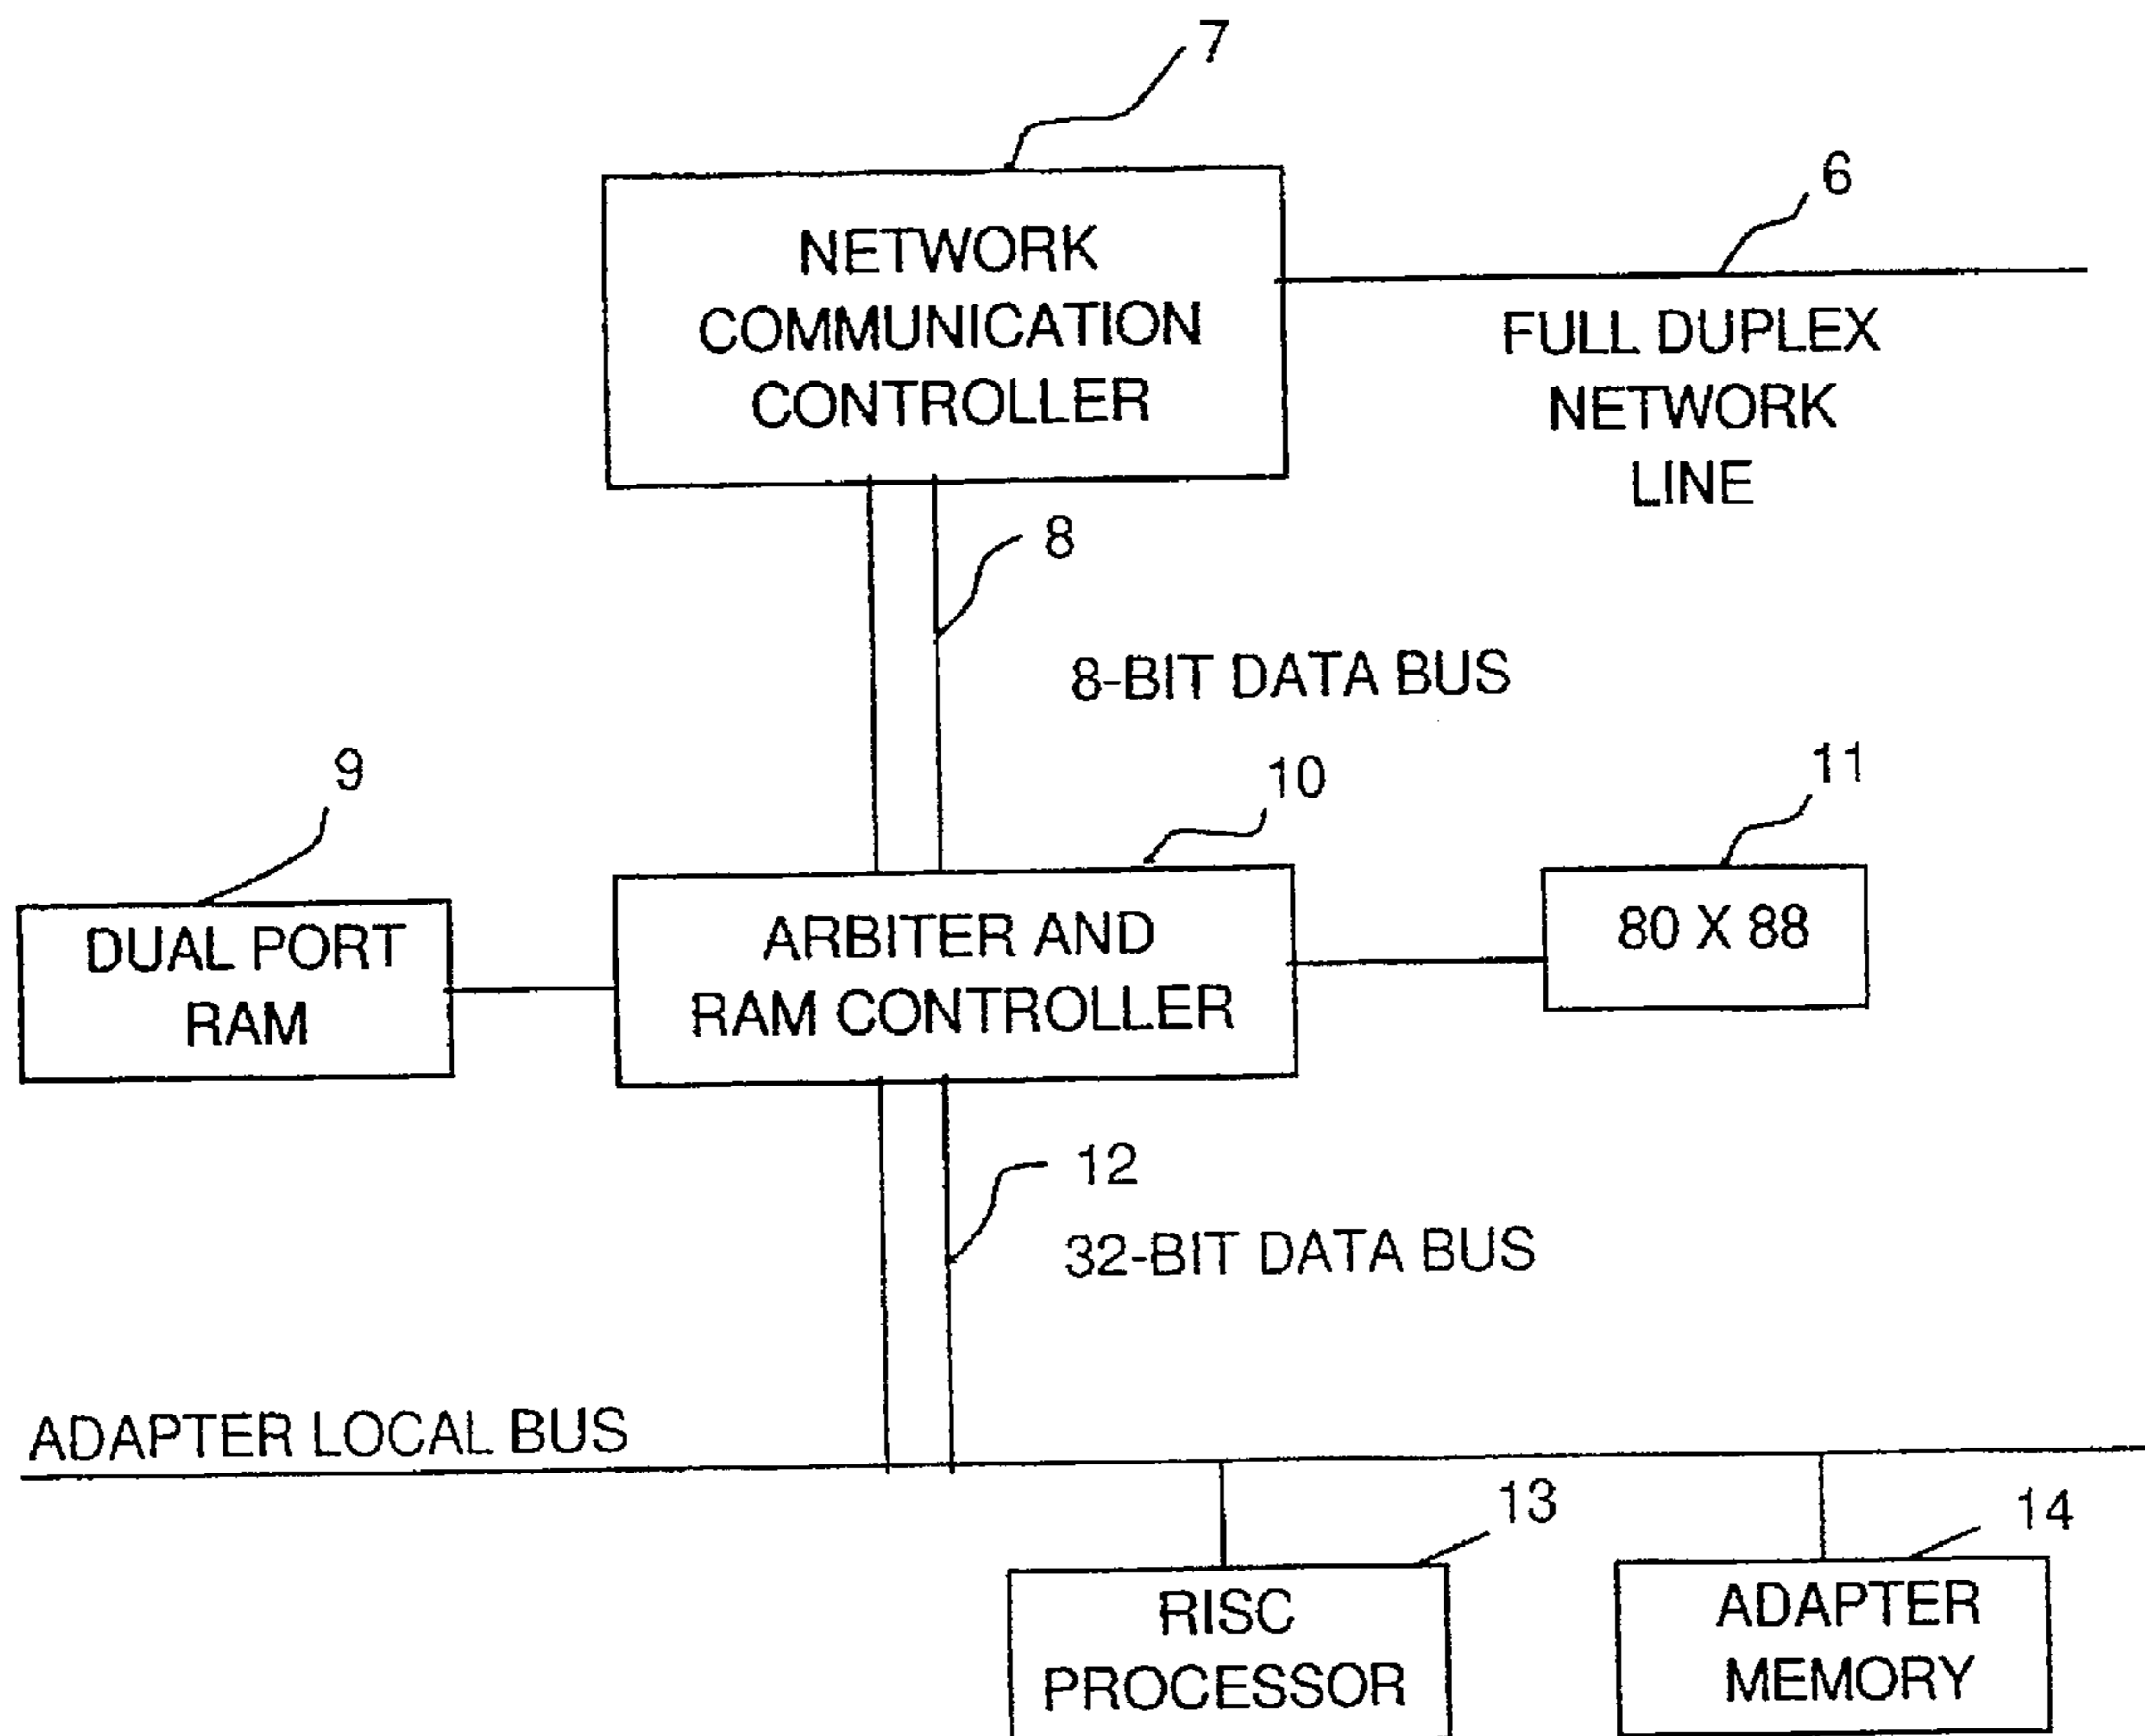 7
6
NETWORK
COMMUNICATION
CONTROLLER
FULL DUPLEX
NETWORK
LINE
8
8-BIT DATA BUS
9
10
11
DUAL PORT
RAM
ARBITER AND
RAM CONTROLLER
80 X 88
12
32-BIT DATA BUS
ADAPTER LOCAL BUS
13
14
RISC
PROCESSOR
ADAPTER
MEMORY